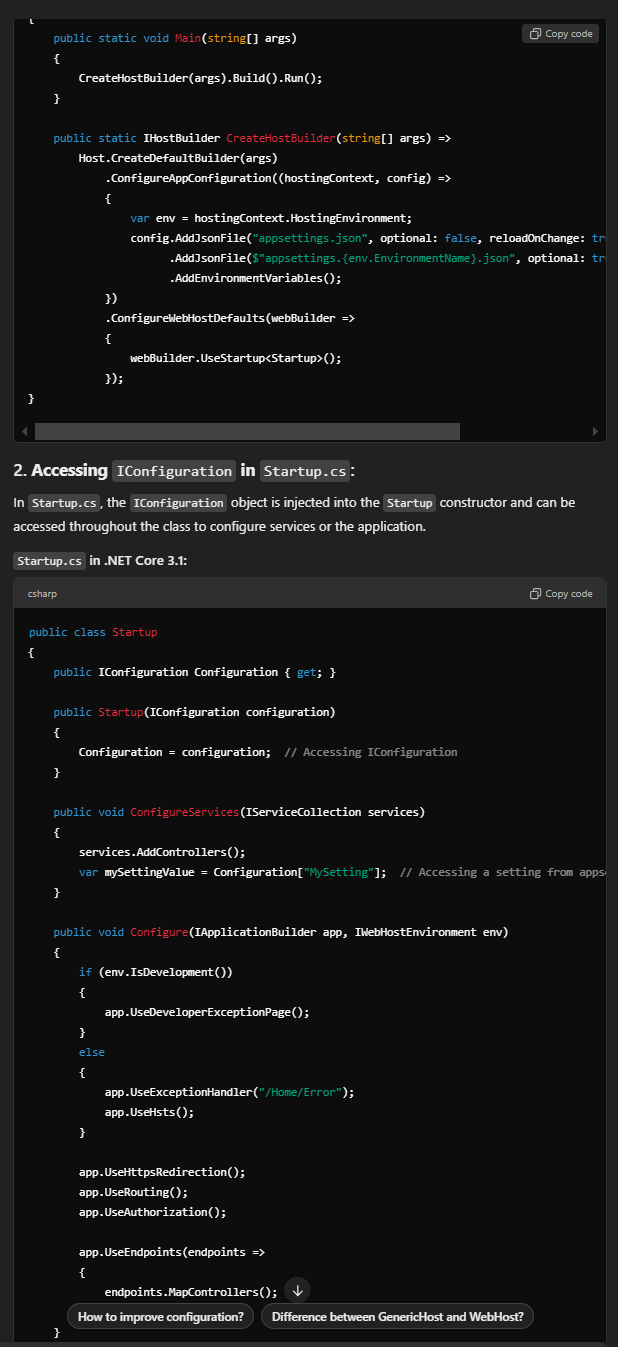 {
public static void Main(string[] args)
Copy code
{
CreateHostBuilder(args).Build().Run();
}
public static IHostBuilder CreateHostBuilder(string[] args) =>
Host.CreateDefaultBuilder(args)
.ConfigureAppConfiguration((hostingContext, config) =>
{
var env = hostingContext.HostingEnvironment;
config.AddJsonFile("appsettings.json", optional: false, reloadOnChange: tr
.AddJsonFile($"appsettings.{env.EnvironmentName}.json", optional: tr
.AddEnvironmentVariables();
})
.ConfigureWebHostDefaults(webBuilder =>
{
webBuilder.UseStartup<Startup>();
});
}
2. Accessing IConfiguration in Startup.cs:
In Startup.cs, the IConfiguration object is injected into the Startup constructor and can be
accessed throughout the class to configure services or the application.
Startup.cs in .NET Core 3.1:
csharp
Copy code
public class Startup
{
public IConfiguration Configuration { get; }
public Startup(IConfiguration configuration)
{
Configuration = configuration; // Accessing IConfiguration
}
public void ConfigureServices(IServiceCollection services)
{
services.AddControllers();
var mySettingValue = Configuration["MySetting"]; // Accessing a setting from apps
}
public void Configure(IApplicationBuilder app, IWebHostEnvironment env)
{
if (env.IsDevelopment())
{
app.UseDeveloperExceptionPage();
}
else
{
app.UseExceptionHandler("/Home/Error");
app.UseHsts();
}
app.UseHttpsRedirection();
app.UseRouting();
app.UseAuthorization();
app.UseEndpoints(endpoints =>
{
endpoints.MapControllers();
How to improve configuration?
Difference between GenericHost and WebHost?
}